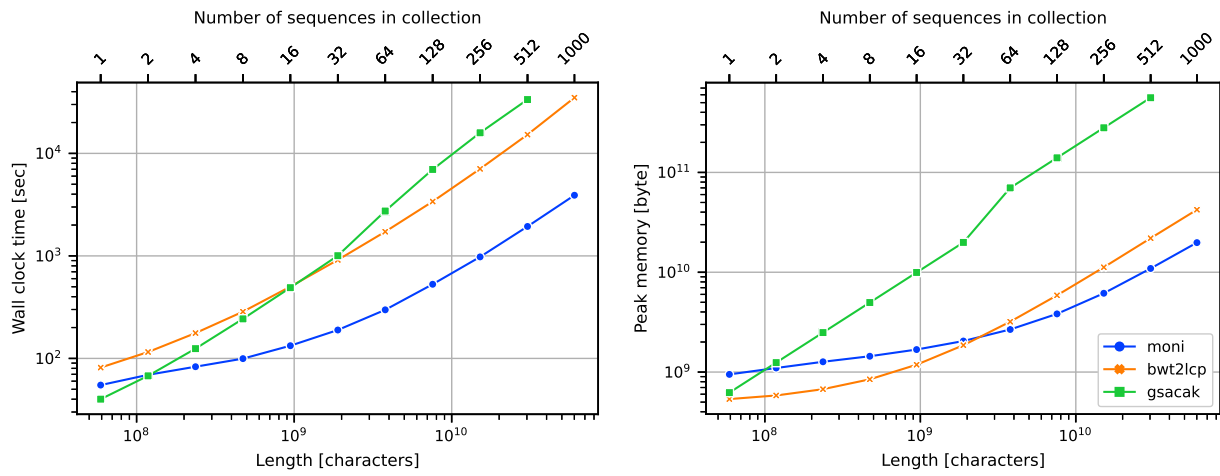 Number of sequences in collection
1 2 4 8 16 32 64 128 256 512 1000
10^4
10^3
10^2
Wall clock time [sec]
10^8 10^9 10^10
Length [characters]
Number of sequences in collection
1 2 4 8 16 32 64 128 256 512 1000
10^11
10^10
10^9
Peak memory [byte]
moni
bwt2lcp
gsacak
10^8 10^9 10^10
Length [characters]